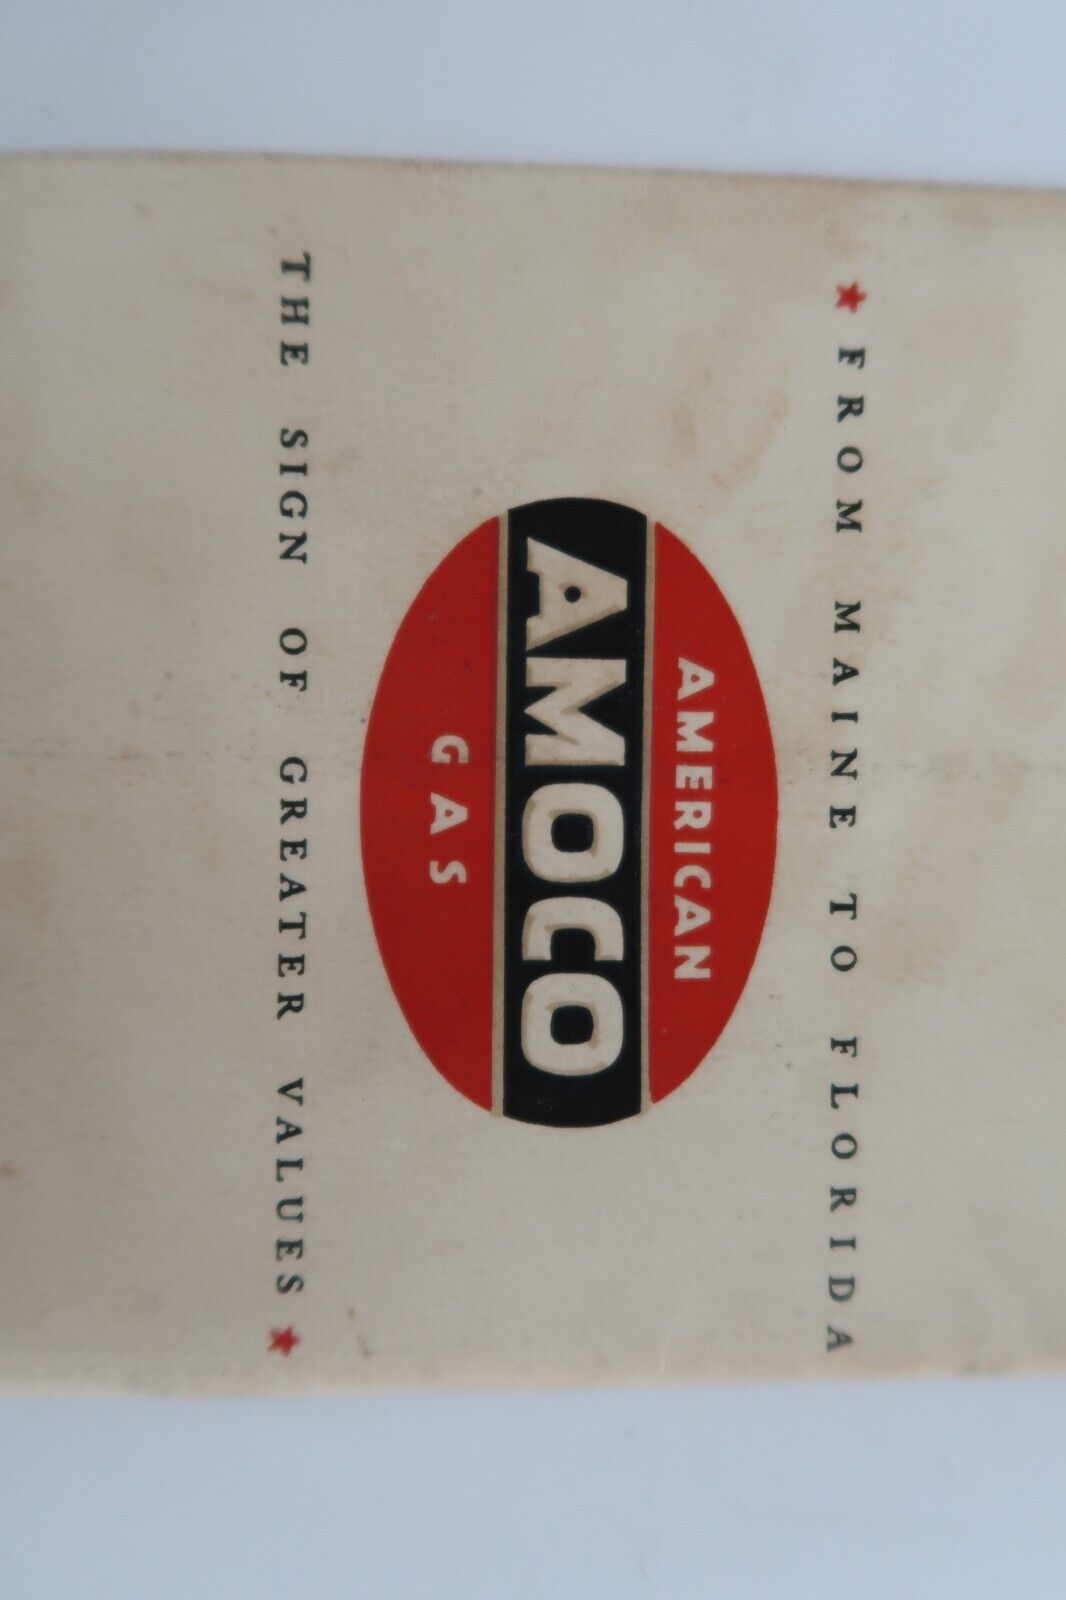 ★ FROM MAINE TO FLORIDA
AMERICAN
AMOCO
GAS
THE SIGN OF GREATER VALUES ★